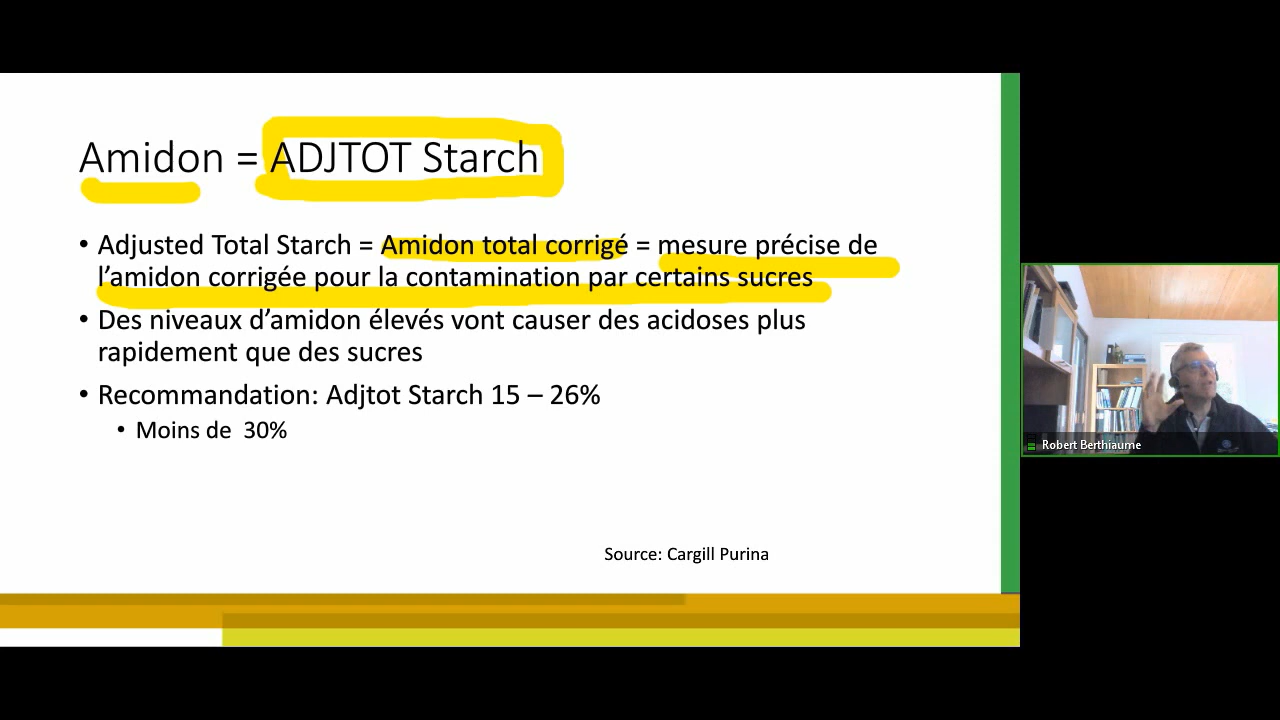 Amidon = ADJTOT Starch
• Adjusted Total Starch = Amidon total corrigé = mesure précise de
l’amidon corrigée pour la contamination par certains sucres
• Des niveaux d’amidon élevés vont causer des acidoses plus
rapidement que des sucres
• Recommandation: Adjtot Starch 15 – 26%
• Moins de 30%
Source: Cargill Purina
Robert Berthiaume